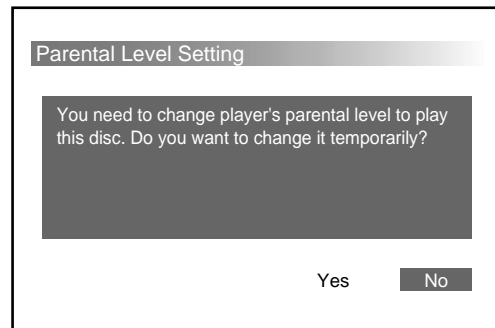 Parental Level Setting
You need to change player's parental level to play
this disc. Do you want to change it temporarily?
Yes No